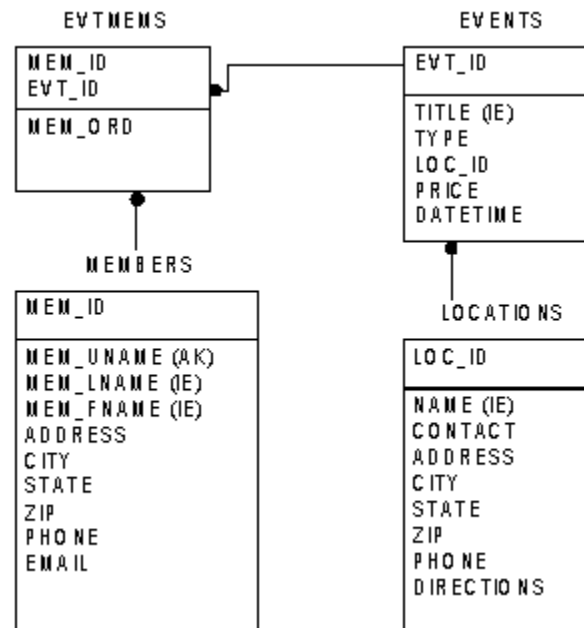 EVTMEMS
MEM_ID
EVT_ID
MEM_ORD
EVENTS
EVT_ID
TITLE (IE)
TYPE
LOC_ID
PRICE
DATETIME
MEMBERS
MEM_ID
MEM_UNAME (AK)
MEM_LNAME (IE)
MEM_FNAME (IE)
ADDRESS
CITY
STATE
ZIP
PHONE
EMAIL
LOCATIONS
LOC_ID
NAME (IE)
CONTACT
ADDRESS
CITY
STATE
ZIP
PHONE
DIRECTIONS